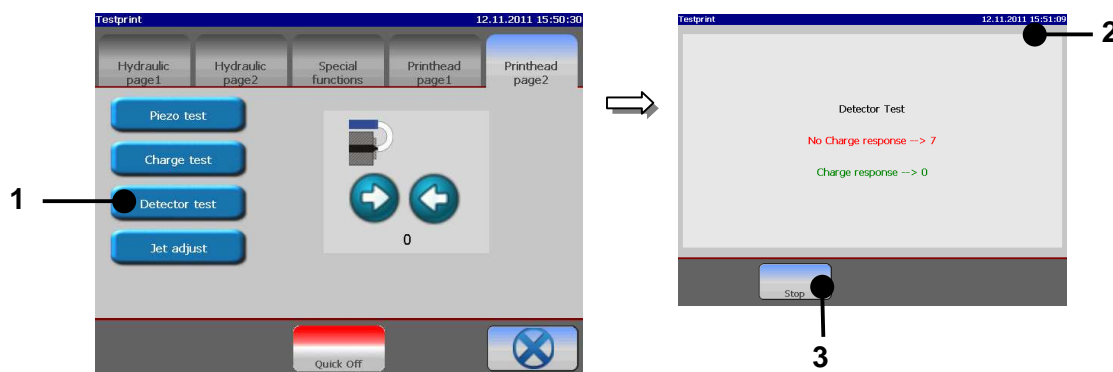 Testprint 12.11.2011 15:50:30
Hydraulic page1
Hydraulic page2
Special functions
Printhead page1
Printhead page2
Piezo test
Charge test
Detector test
Jet adjust
0
Quick Off
1
Testprint 12.11.2011 15:51:09
2
Detector Test
No Charge response --> 7
Charge response --> 0
Stop
3